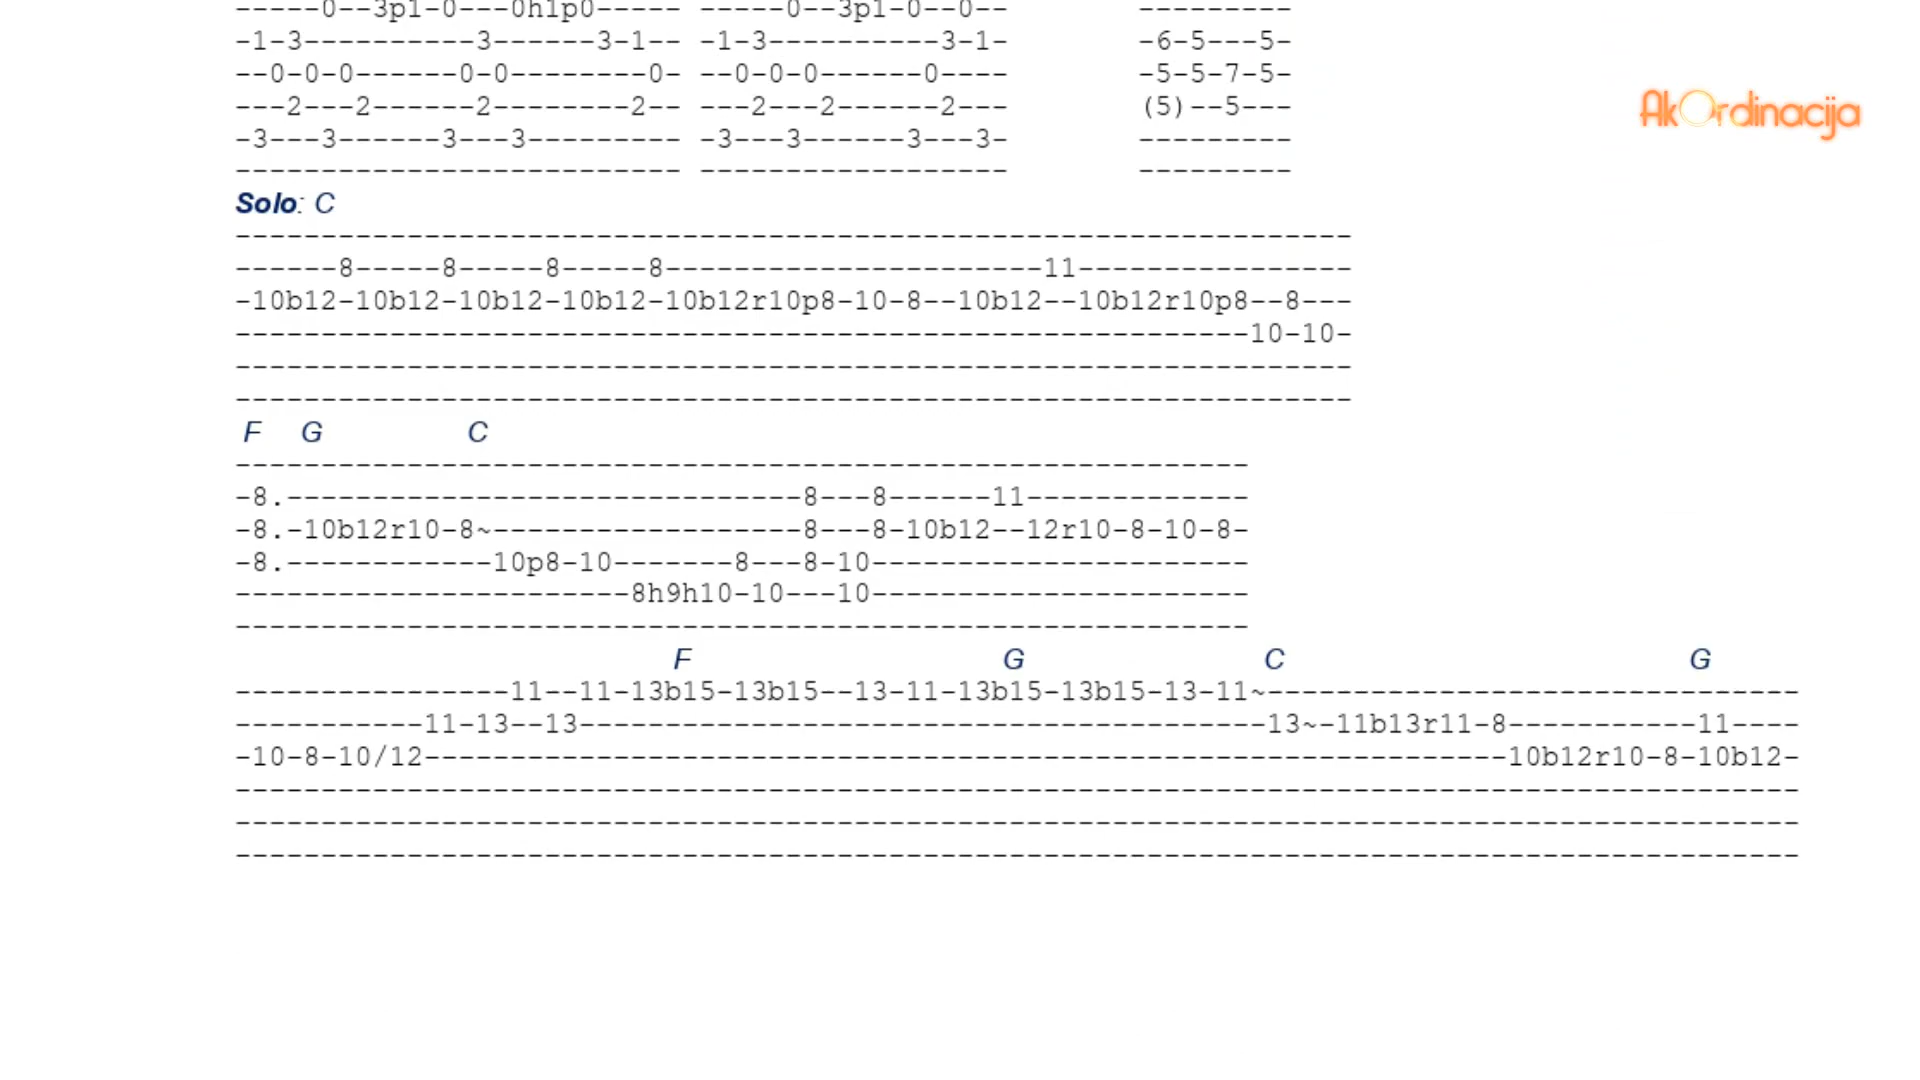 -----0--3p1-0---0h1p0----- -----0--3p1-0--0-- ---------
-1-3----------3------3-1-- -1-3----------3-1- -6-5---5-
--0-0-0------0-0--------0- --0-0-0------0---- -5-5-7-5-
---2---2------2--------2-- ---2---2------2--- (5)--5---
-3---3------3---3--------- -3---3------3---3- ---------
-------------------------- ------------------ ---------
AkOrdinacija
Solo: C
-----------------------------------------------------------------
------8-----8-----8-----8----------------------11----------------
-10b12-10b12-10b12-10b12-10b12r10p8-10-8--10b12--10b12r10p8--8---
-----------------------------------------------------------10-10-
-----------------------------------------------------------------
-----------------------------------------------------------------
F G C
-----------------------------------------------------------
-8.------------------------------8---8------11-------------
-8.-10b12r10-8~------------------8---8-10b12--12r10-8-10-8-
-8.------------10p8-10-------8---8-10----------------------
-----------------------8h9h10-10---10----------------------
-----------------------------------------------------------
F G C G
----------------11--11-13b15-13b15--13-11-13b15-13b15-13-11~-------------------------------
-----------11-13--13----------------------------------------13~-11b13r11-8-----------11----
-10-8-10/12---------------------------------------------------------------10b12r10-8-10b12-
-------------------------------------------------------------------------------------------
-------------------------------------------------------------------------------------------
-------------------------------------------------------------------------------------------